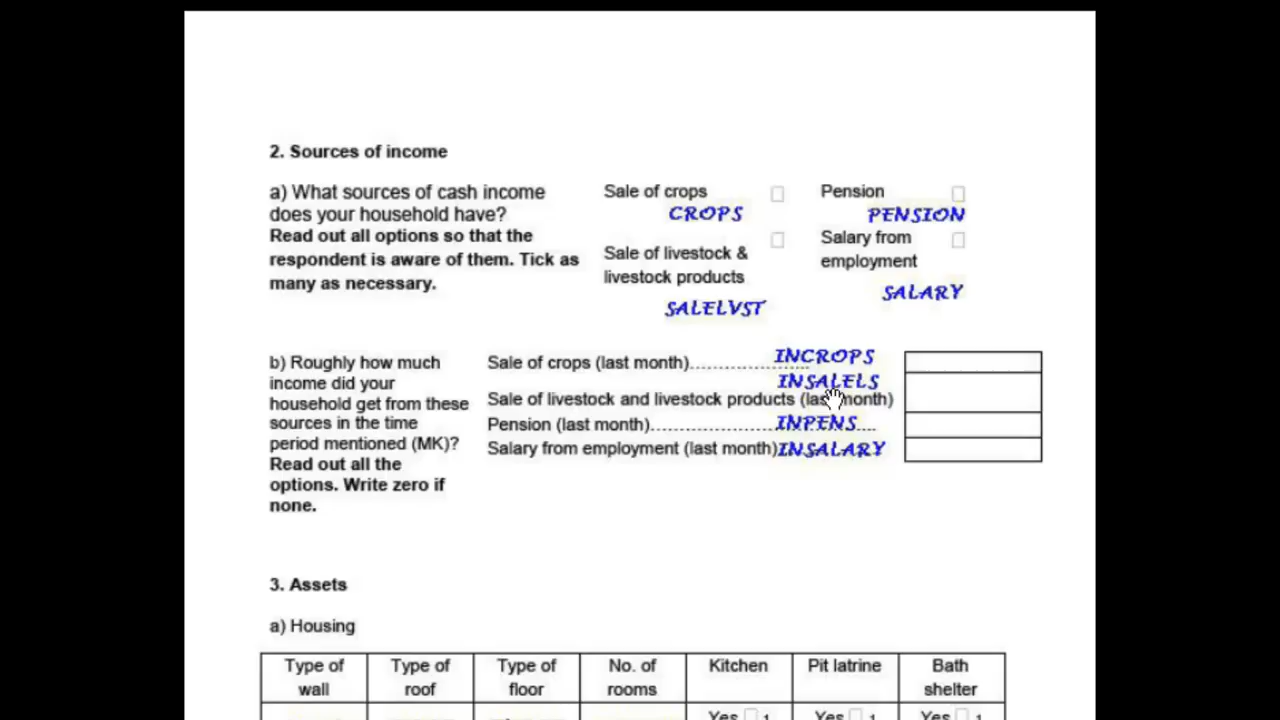 2. Sources of income
a) What sources of cash income
does your household have?
Read out all options so that the
respondent is aware of them. Tick as
many as necessary.
Sale of crops
CROPS
Sale of livestock &
livestock products
SALELVST
Pension
PENSION
Salary from
employment
SALARY
b) Roughly how much
income did your
household get from these
sources in the time
period mentioned (MK)?
Read out all the
options. Write zero if
none.
Sale of crops (last month)................... INCROPS
INSALELS
Sale of livestock and livestock products (last month)
Pension (last month)..................... INPENS....
Salary from employment (last month) INSALARY
3. Assets
a) Housing
Type of
wall
Type of
roof
Type of
floor
No. of
rooms
Kitchen
Pit latrine
Bath
shelter
Yes 1
Yes 1
Yes 1